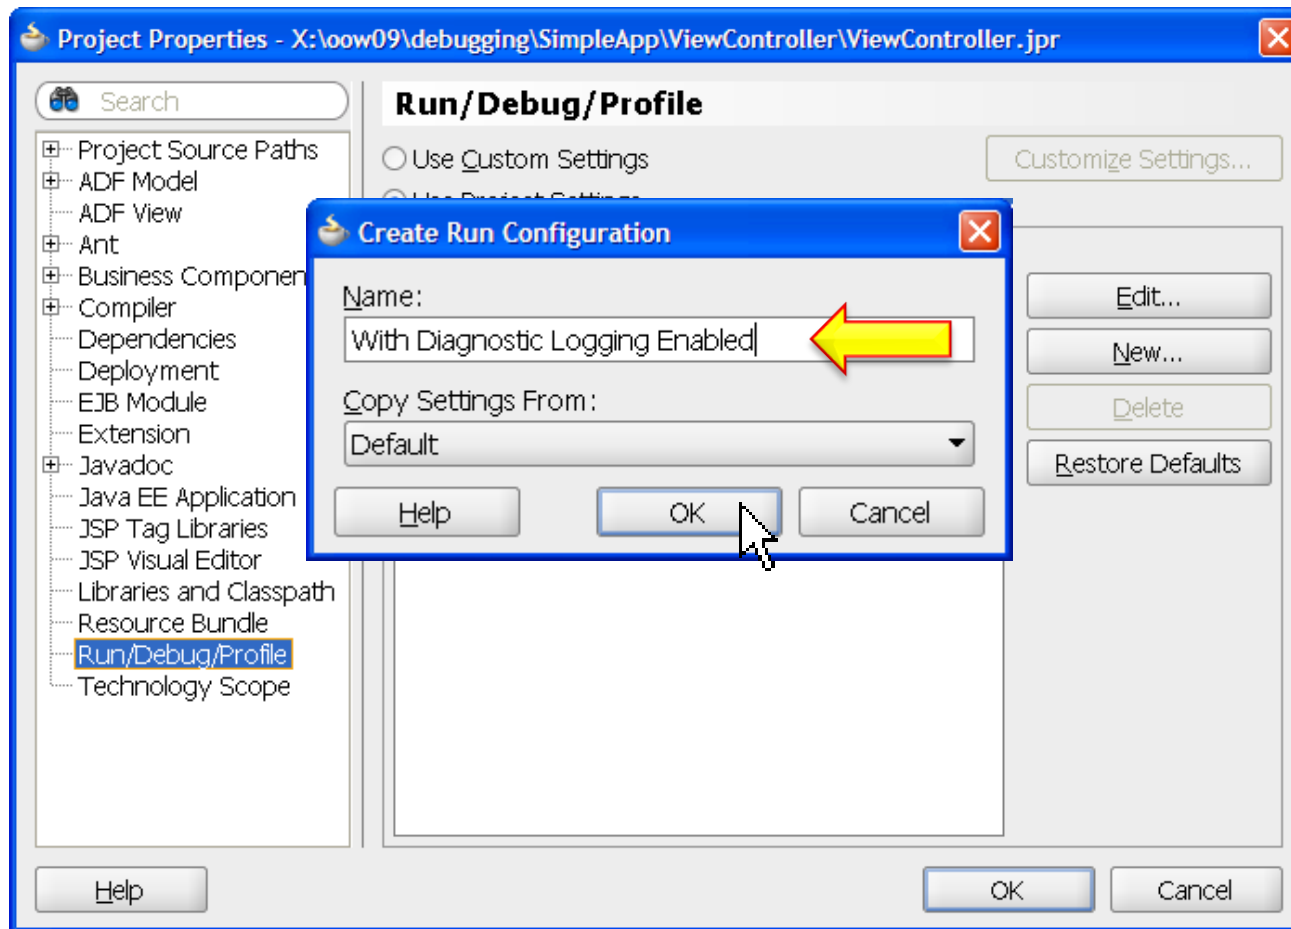 Project Properties - X:\oow09\debugging\SimpleApp\ViewController\ViewController.jpr
Search
Project Source Paths
ADF Model
ADF View
Ant
Business Componen
Compiler
Dependencies
Deployment
EJB Module
Extension
Javadoc
Java EE Application
JSP Tag Libraries
JSP Visual Editor
Libraries and Classpath
Resource Bundle
Run/Debug/Profile
Technology Scope
Run/Debug/Profile
Use Custom Settings
Customize Settings...
Use Project Settings
Create Run Configuration
Name:
With Diagnostic Logging Enabled
Copy Settings From:
Default
Help
OK
Cancel
Edit...
New...
Delete
Restore Defaults
Help
OK
Cancel